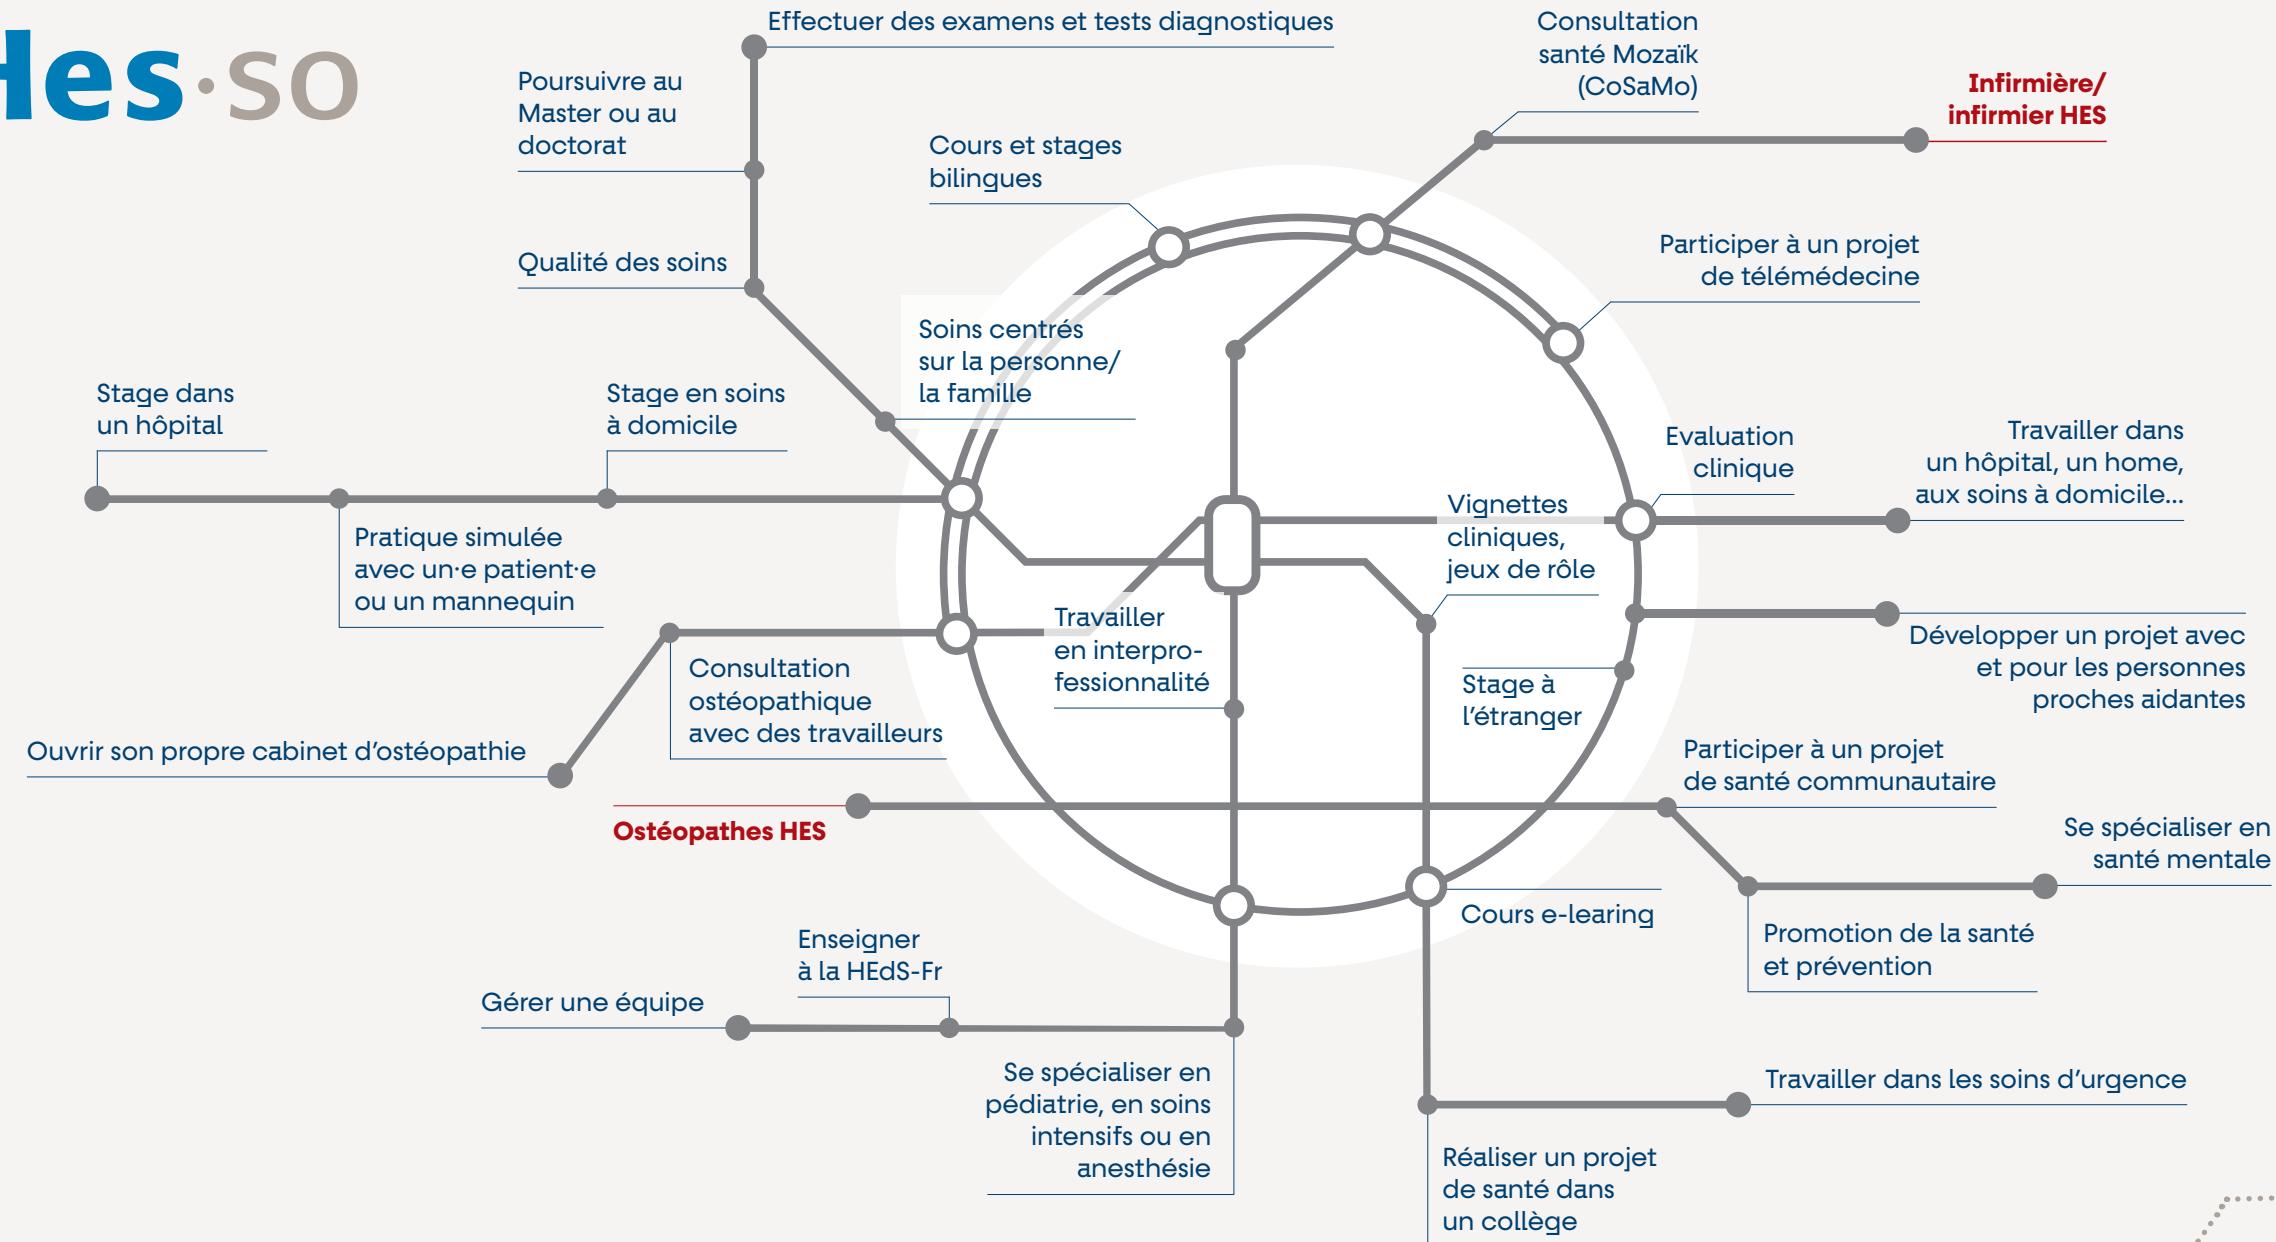 Hes·so
Effectuer des examens et tests diagnostiques
Consultation
santé Mozaïk
(CoSaMo)
Poursuivre au
Master ou au
doctorat
Infirmière/
infirmier HES
Cours et stages
bilingues
Participer à un projet
de télémédecine
Qualité des soins
Soins centrés
sur la personne/
la famille
Stage dans
un hôpital
Stage en soins
à domicile
Evaluation
clinique
Travailler dans
un hôpital, un home,
aux soins à domicile...
Vignettes
cliniques,
jeux de rôle
Pratique simulée
avec un·e patient·e
ou un mannequin
Travailler
en interpro-
fessionnalité
Développer un projet avec
et pour les personnes
proches aidantes
Consultation
ostéopathique
avec des travailleurs
Stage à
l'étranger
Ouvrir son propre cabinet d'ostéopathie
Participer à un projet
de santé communautaire
Ostéopathes HES
Se spécialiser en
santé mentale
Cours e-learing
Enseigner
à la HEdS-Fr
Promotion de la santé
et prévention
Gérer une équipe
Se spécialiser en
pédiatrie, en soins
intensifs ou en
anesthésie
Travailler dans les soins d'urgence
Réaliser un projet
de santé dans
un collège